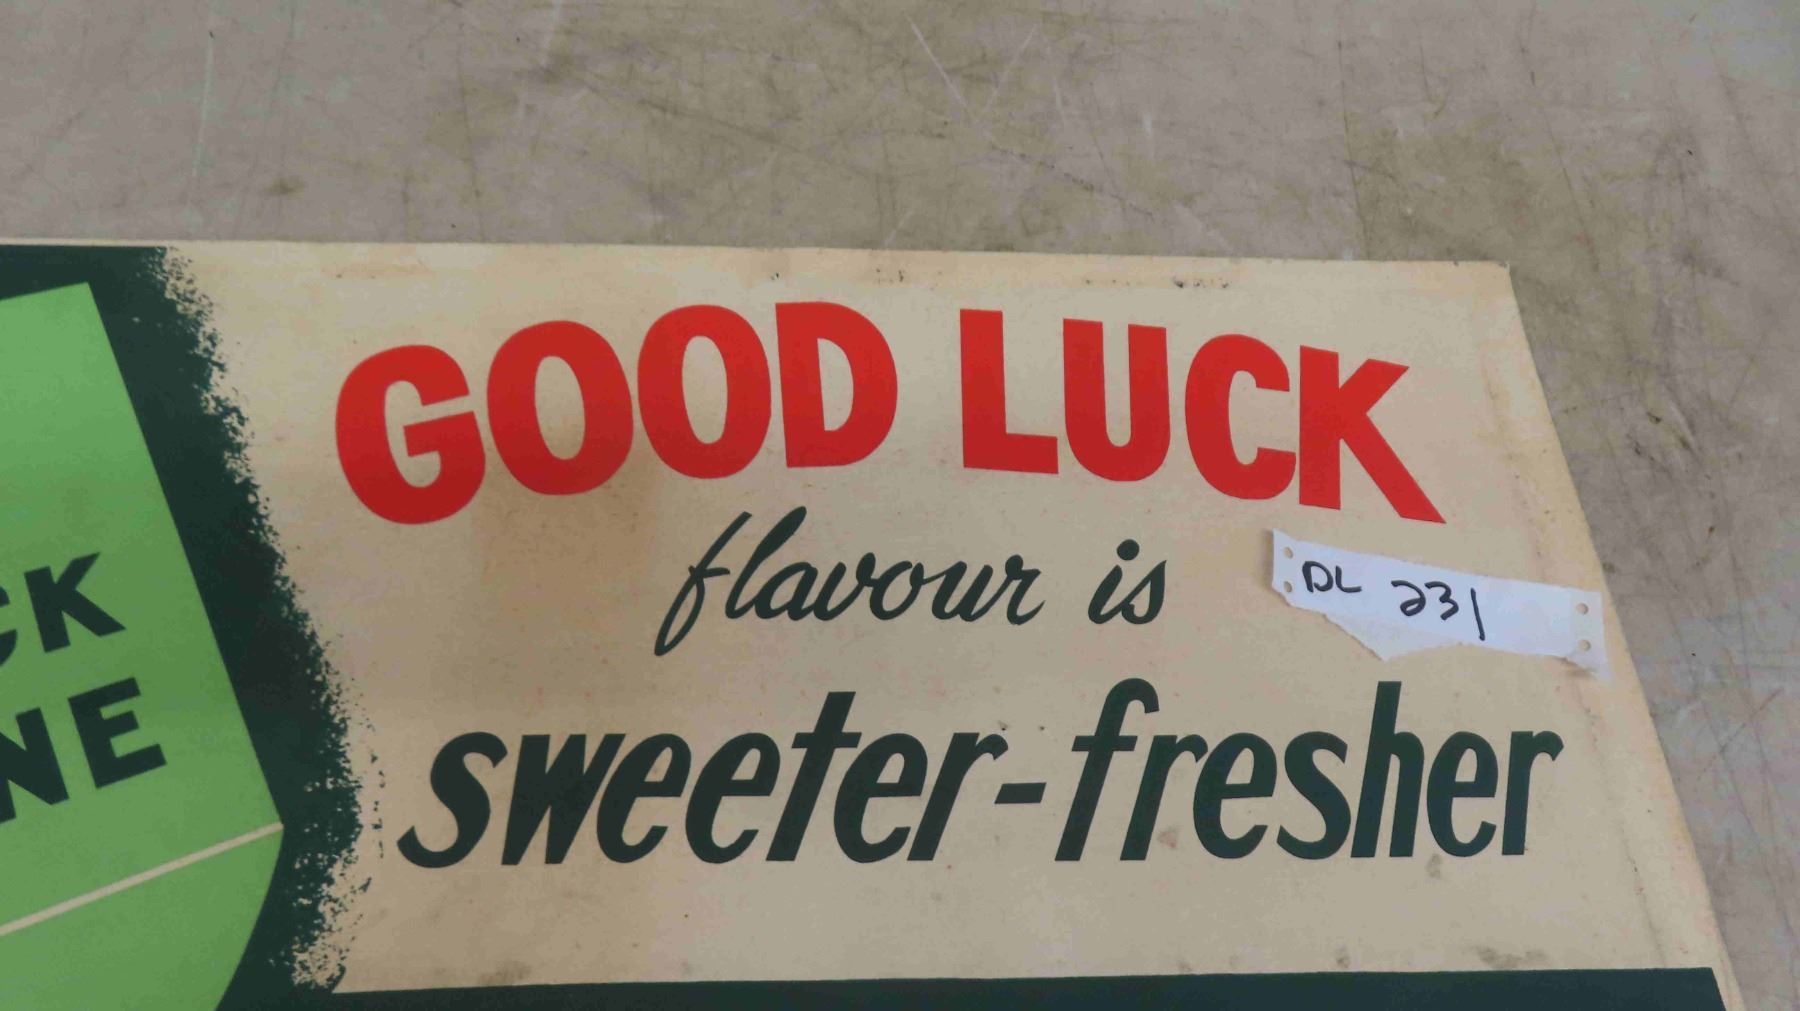 GOOD LUCK
flavour is
DL 231
sweeter-fresher
CK
NE